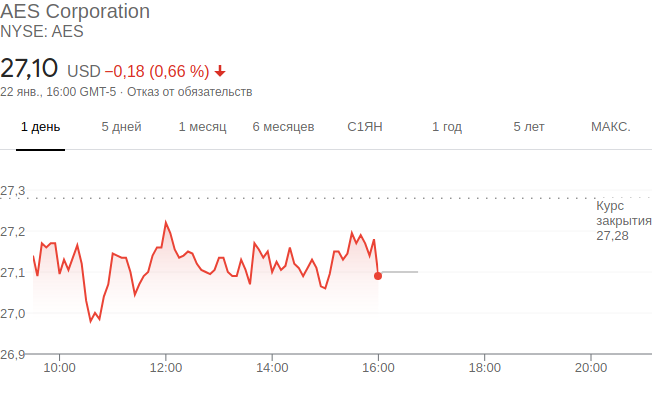 AES Corporation
NYSE: AES
27,10 USD −0,18 (0,66 %)
22 янв., 16:00 GMT-5 · Отказ от обязательств
1 день 5 дней 1 месяц 6 месяцев С1ЯН 1 год 5 лет МАКС.
27,3
Курс
закрытия
27,28
27,2
27,1
27,0
26,9
10:00 12:00 14:00 16:00 18:00 20:00